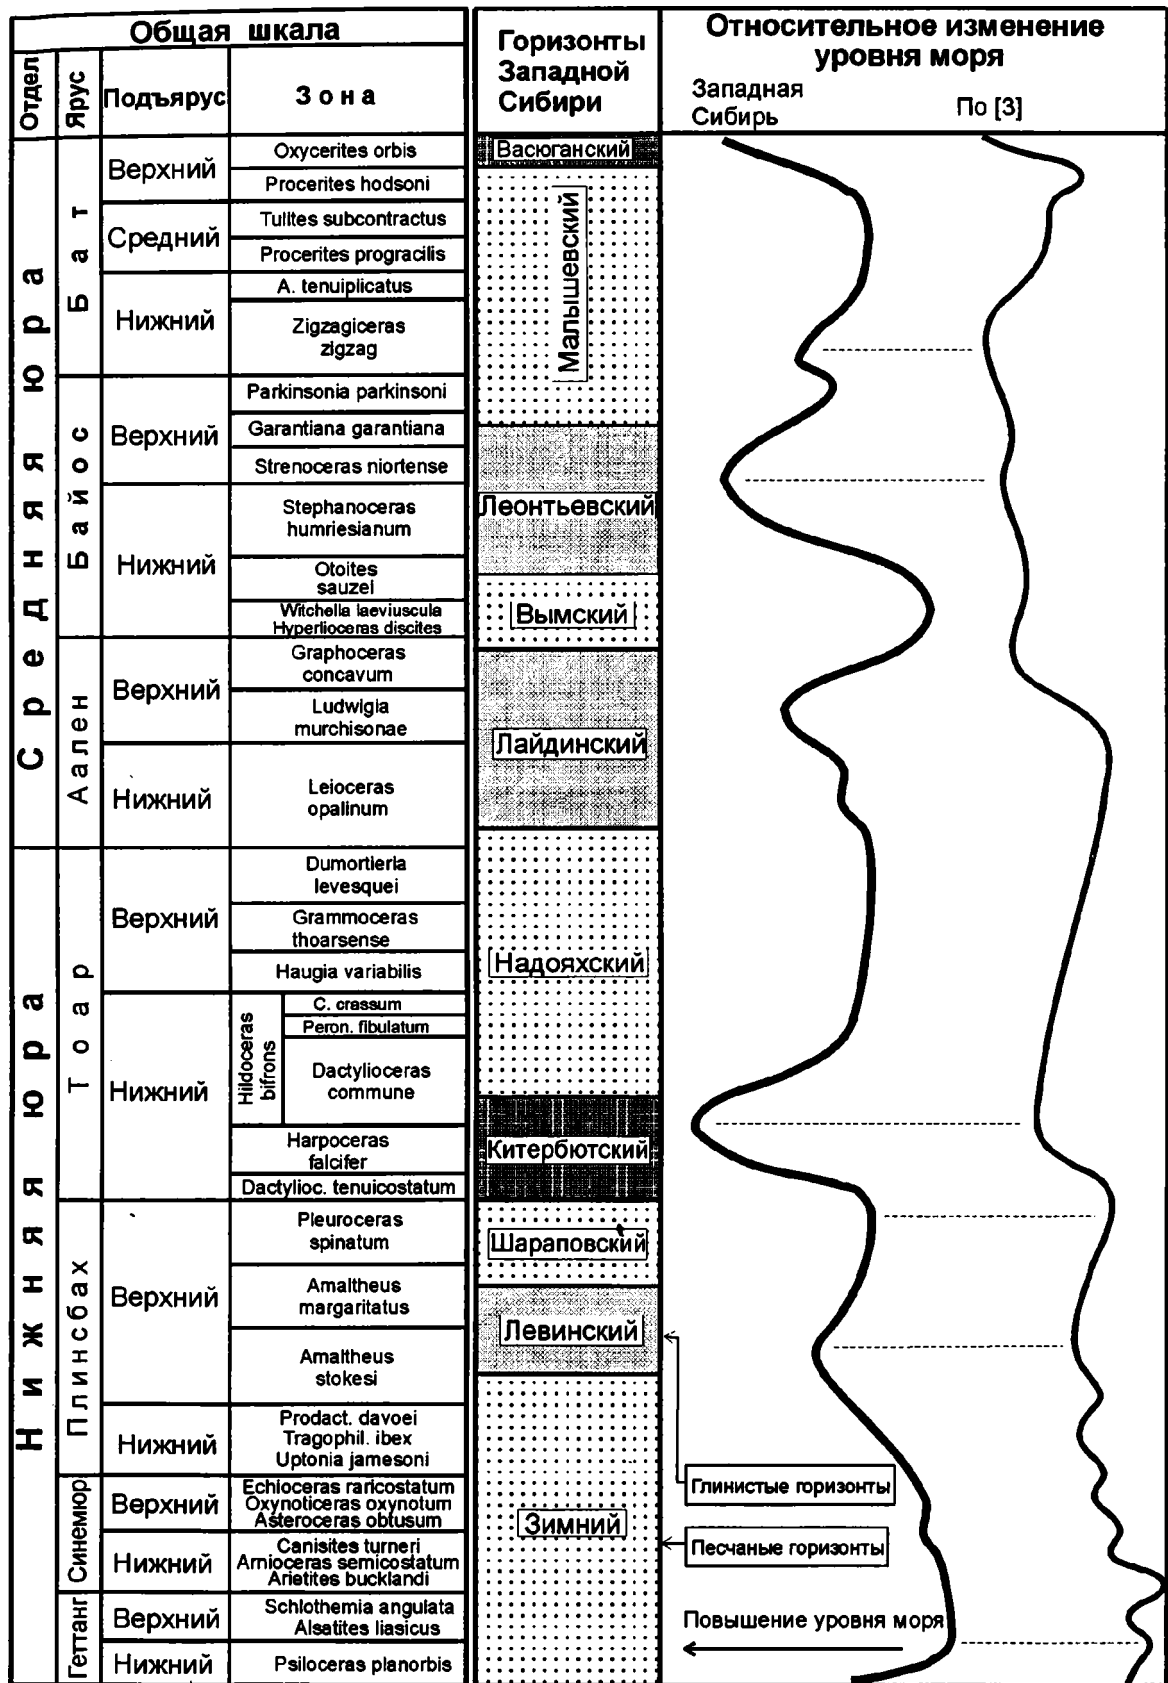 Общая шкала
Отдел
Ярус
Подъярус
Зона
Горизонты
Западной
Сибири
Относительное изменение
уровня моря
Западная
Сибирь
По [3]
Средняя юра
Нижняя юра
Бат
Верхний
Oxycerites orbis
Procerites hodsoni
Средний
Tulites subcontractus
Procerites progracilis
Нижний
A. tenuiplicatus
Zigzagiceras
zigzag
Байос
Верхний
Parkinsonia parkinsoni
Garantiana garantiana
Strenoceras niortense
Нижний
Stephanoceras
humriesianum
Otoites
sauzei
Witchella laeviuscula
Hyperlioceras discites
Аален
Верхний
Graphoceras
concavum
Ludwigia
murchisonae
Нижний
Leioceras
opalinum
Тоар
Верхний
Dumortieria
levesquei
Grammoceras
thoarsense
Haugia variabilis
Нижний
Hildoceras
bifrons
C. crassum
Peron. fibulatum
Dactylioceras
commune
Harpoceras
falcifer
Dactylioc. tenuicostatum
Плинсбах
Верхний
Pleuroceras
spinatum
Amaltheus
margaritatus
Amaltheus
stokesi
Нижний
Prodact. davoei
Tragophil. ibex
Uptonia jamesoni
Синемюр
Верхний
Echioceras raricostatum
Oxynoticeras oxynotum
Asteroceras obtusum
Нижний
Canisites turneri
Arnioceras semicostatum
Arietites bucklandi
Геттанг
Верхний
Schlothemia angulata
Alsatites liasicus
Нижний
Psiloceras planorbis
Васюганский
Малышевский
Леонтьевский
Вымский
Лайдинский
Надояхский
Китербютский
Шараповский
Левинский
Зимний
Глинистые горизонты
Песчаные горизонты
Повышение уровня моря